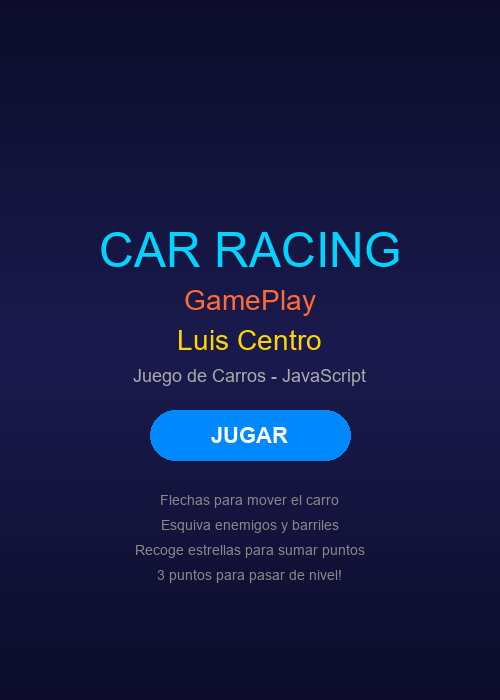 CAR RACING
GamePlay
Luis Centro
Juego de Carros - JavaScript
JUGAR
Flechas para mover el carro
Esquiva enemigos y barriles
Recoge estrellas para sumar puntos
3 puntos para pasar de nivel!